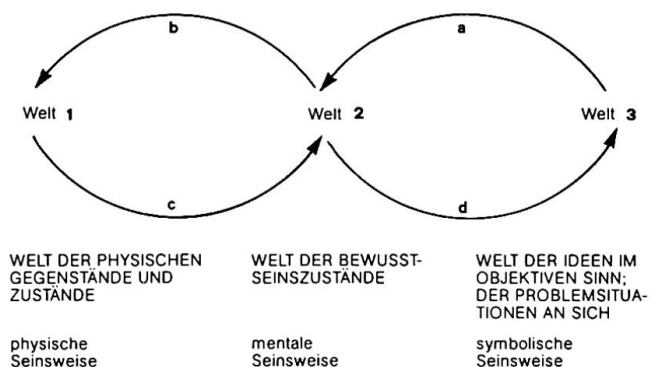 b
a
Welt 1
Welt 2
Welt 3
c
d
WELT DER PHYSISCHEN
GEGENSTÄNDE UND
ZUSTÄNDE
physische
Seinsweise
WELT DER BEWUSST-
SEINSZUSTÄNDE
mentale
Seinsweise
WELT DER IDEEN IM
OBJEKTIVEN SINN;
DER PROBLEMSITUA-
TIONEN AN SICH
symbolische
Seinsweise